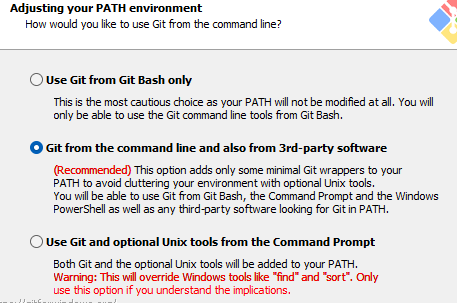 Adjusting your PATH environment
How would you like to use Git from the command line?
Use Git from Git Bash only
This is the most cautious choice as your PATH will not be modified at all. You will
only be able to use the Git command line tools from Git Bash.
Git from the command line and also from 3rd-party software
(Recommended) This option adds only some minimal Git wrappers to your
PATH to avoid cluttering your environment with optional Unix tools.
You will be able to use Git from Git Bash, the Command Prompt and the Windows
PowerShell as well as any third-party software looking for Git in PATH.
Use Git and optional Unix tools from the Command Prompt
Both Git and the optional Unix tools will be added to your PATH.
Warning: This will override Windows tools like "find" and "sort". Only
use this option if you understand the implications.